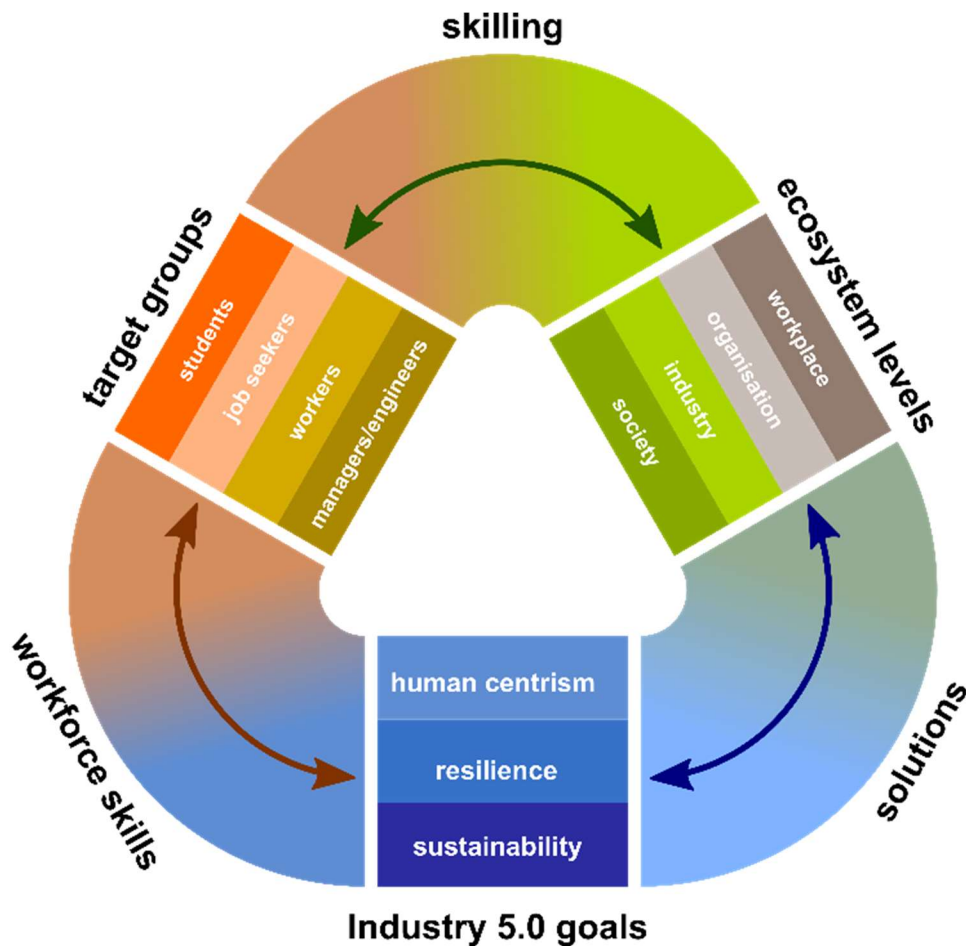 skilling
target groups
students
job seekers
workers
managers/engineers
ecosystem levels
society
industry
organisation
workplace
workforce skills
human centrism
resilience
sustainability
Industry 5.0 goals
solutions